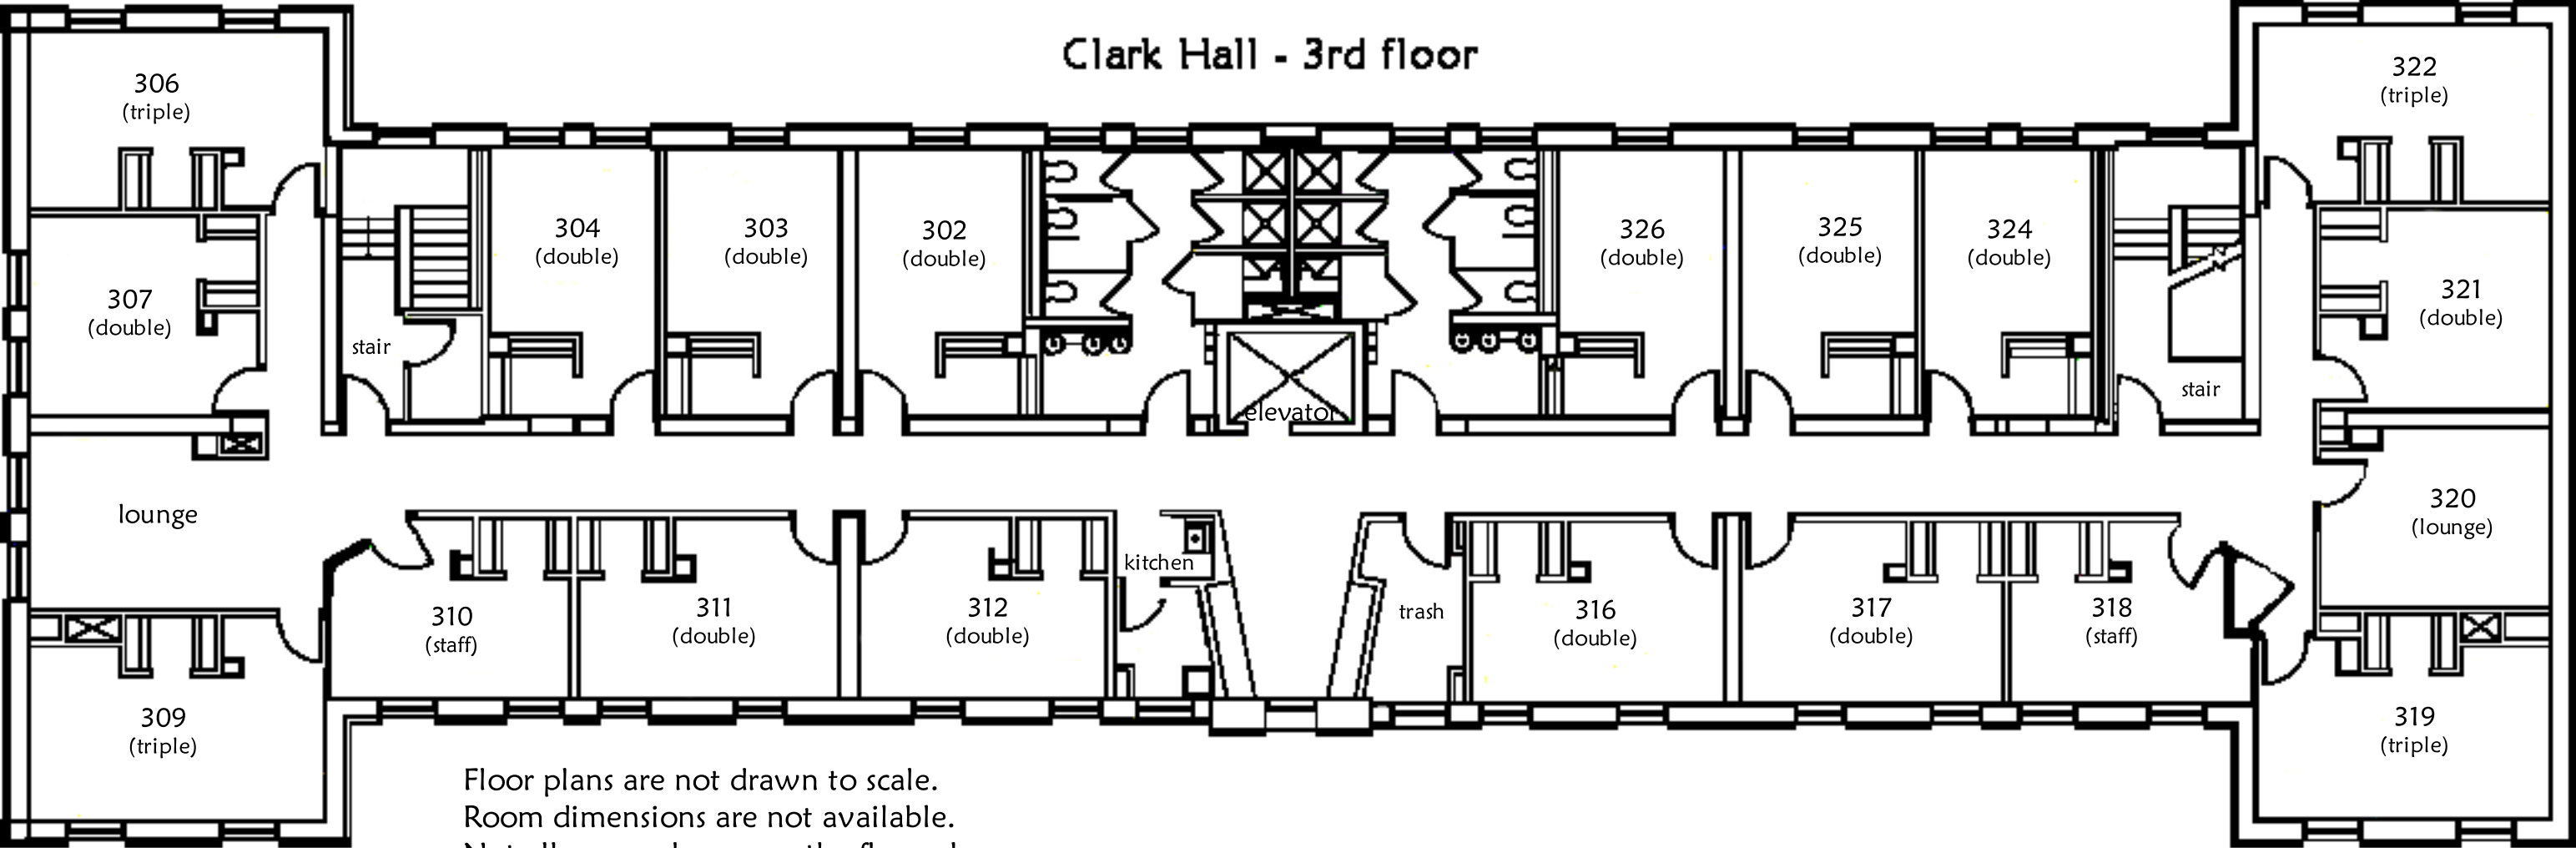 Clark Hall - 3rd floor
306
(triple)
322
(triple)
304
(double)
303
(double)
302
(double)
326
(double)
325
(double)
324
(double)
307
(double)
321
(double)
stair
stair
elevator
lounge
320
(lounge)
kitchen
310
(staff)
311
(double)
312
(double)
trash
316
(double)
317
(double)
318
(staff)
309
(triple)
319
(triple)
Floor plans are not drawn to scale.
Room dimensions are not available.